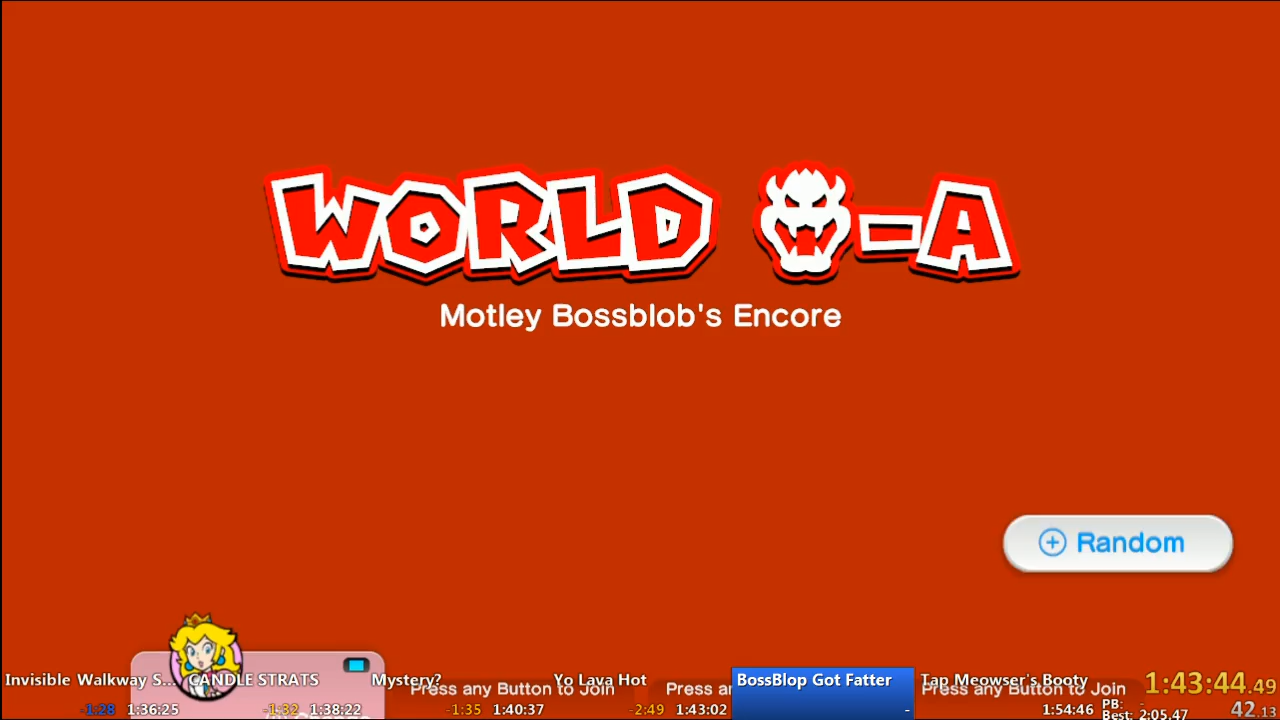 WORLD -A
Motley Bossblob's Encore
Random
Invisible Walkway S... CANDLE STRATS Mystery? Yo Lava Hot BossBlop Got Fatter Tap Meowser's Booty 1:43:44.49
Press any Button to Join Press a Press any Button to Join
-1:28 1:36:25 -1:32 1:38:22 -1:35 1:40:37 -2:49 1:43:02 - 1:54:46 PB: - 42.13
Best: 2:05.47